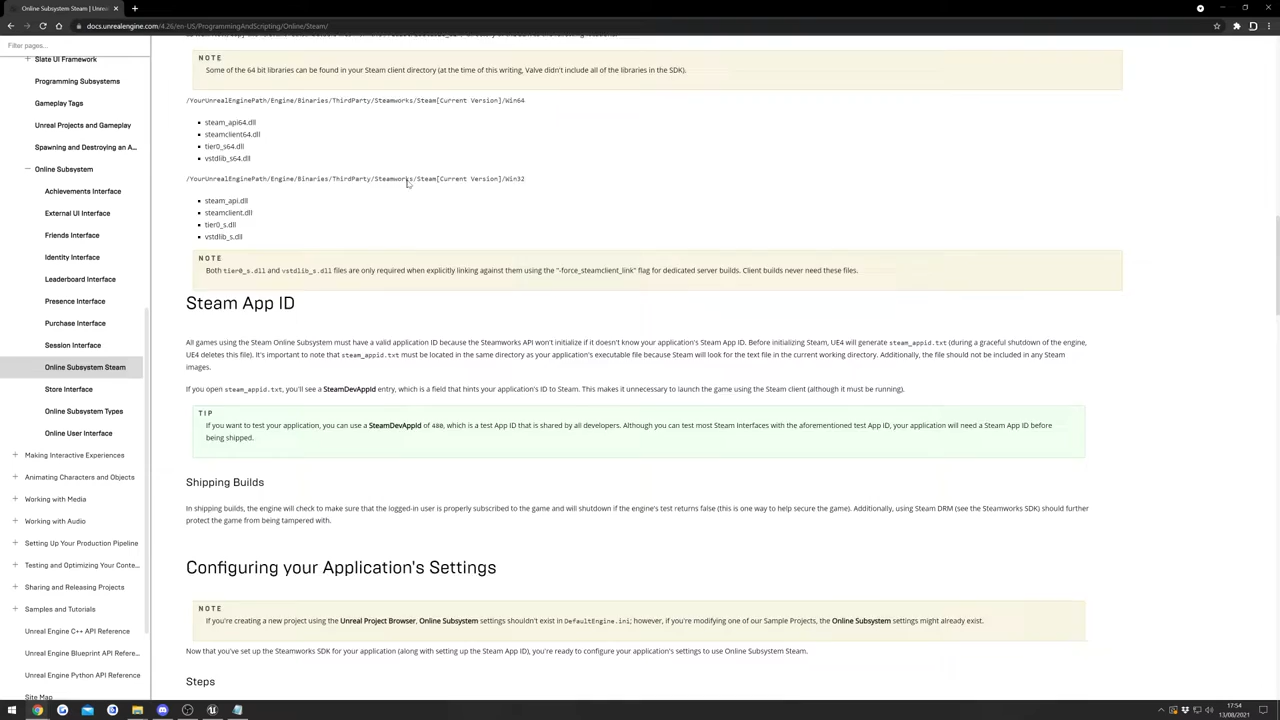 Online Subsystem Steam | Unreal
docs.unrealengine.com/4.26/en-US/ProgrammingAndScripting/Online/Steam/
Filter pages...
Slate UI Framework
Programming Subsystems
Gameplay Tags
Unreal Projects and Gameplay
Spawning and Destroying an A...
Online Subsystem
Achievements Interface
External UI Interface
Friends Interface
Identity Interface
Leaderboard Interface
Presence Interface
Purchase Interface
Session Interface
Online Subsystem Steam
Store Interface
Online Subsystem Types
Online User Interface
Making Interactive Experiences
Animating Characters and Objects
Working with Media
Working with Audio
Setting Up Your Production Pipeline
Testing and Optimizing Your Conte...
Sharing and Releasing Projects
Samples and Tutorials
Unreal Engine C++ API Reference
Unreal Engine Blueprint API Refere...
Unreal Engine Python API Reference
Site Map
NOTE
Some of the 64 bit libraries can be found in your Steam client directory (at the time of this writing, Valve didn't include all of the libraries in the SDK).
/YourUnrealEnginePath/Engine/Binaries/ThirdParty/Steamworks/Steam[Current Version]/Win64
steam_api64.dll
steamclient64.dll
tier0_s64.dll
vstdlib_s64.dll
/YourUnrealEnginePath/Engine/Binaries/ThirdParty/Steamworks/Steam[Current Version]/Win32
steam_api.dll
steamclient.dll
tier0_s.dll
vstdlib_s.dll
NOTE
Both tier0_s.dll and vstdlib_s.dll files are only required when explicitly linking against them using the "-force_steamclient_link" flag for dedicated server builds. Client builds never need these files.
Steam App ID
All games using the Steam Online Subsystem must have a valid application ID because the Steamworks API won't initialize if it doesn't know your application's Steam App ID. Before initializing Steam, UE4 will generate steam_appid.txt (during a graceful shutdown of the engine,
UE4 deletes this file). It's important to note that steam_appid.txt must be located in the same directory as your application's executable file because Steam will look for the text file in the current working directory. Additionally, the file should not be included in any Steam
images.
If you open steam_appid.txt, you'll see a SteamDevAppId entry, which is a field that hints your application's ID to Steam. This makes it unnecessary to launch the game using the Steam client (although it must be running).
TIP
If you want to test your application, you can use a SteamDevAppId of 480, which is a test App ID that is shared by all developers. Although you can test most Steam Interfaces with the aforementioned test App ID, your application will need a Steam App ID before
being shipped.
Shipping Builds
In shipping builds, the engine will check to make sure that the logged-in user is properly subscribed to the game and will shutdown if the engine's test returns false (this is one way to help secure the game). Additionally, using Steam DRM (see the Steamworks SDK) should further
protect the game from being tampered with.
Configuring your Application's Settings
NOTE
If you're creating a new project using the Unreal Project Browser, Online Subsystem settings shouldn't exist in DefaultEngine.ini; however, if you're modifying one of our Sample Projects, the Online Subsystem settings might already exist.
Now that you've set up the Steamworks SDK for your application (along with setting up the Steam App ID), you're ready to configure your application's settings to use Online Subsystem Steam.
Steps
17:54
13/08/2021